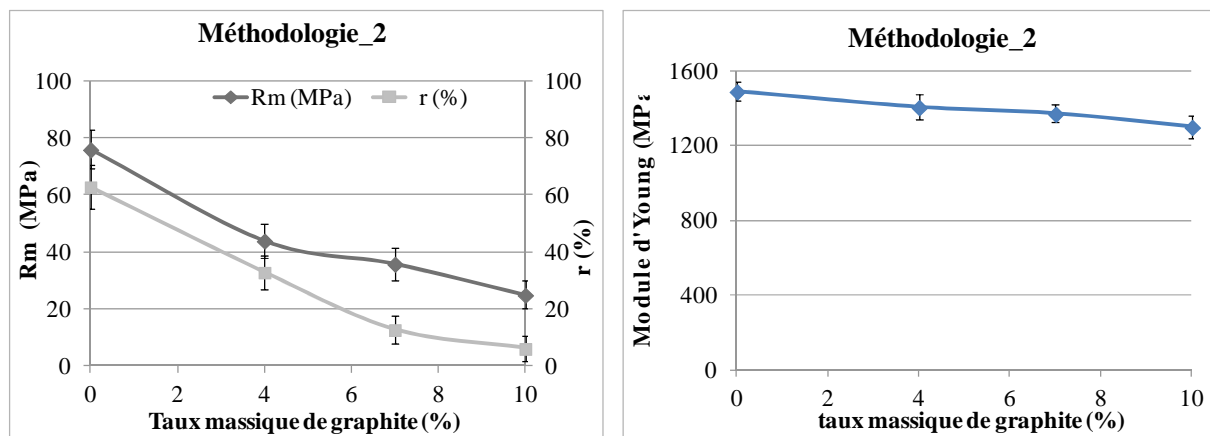 Méthodologie_2
100
80
60
40
20
0
Rm (MPa)
Rm (MPa)
r (%)
100
80
60
40
20
0
r (%)
0 2 4 6 8 10
Taux massique de graphite (%)
Méthodologie_2
1600
1200
800
400
0
Module d'Young (MPa
0 2 4 6 8 10
taux massique de graphite (%)